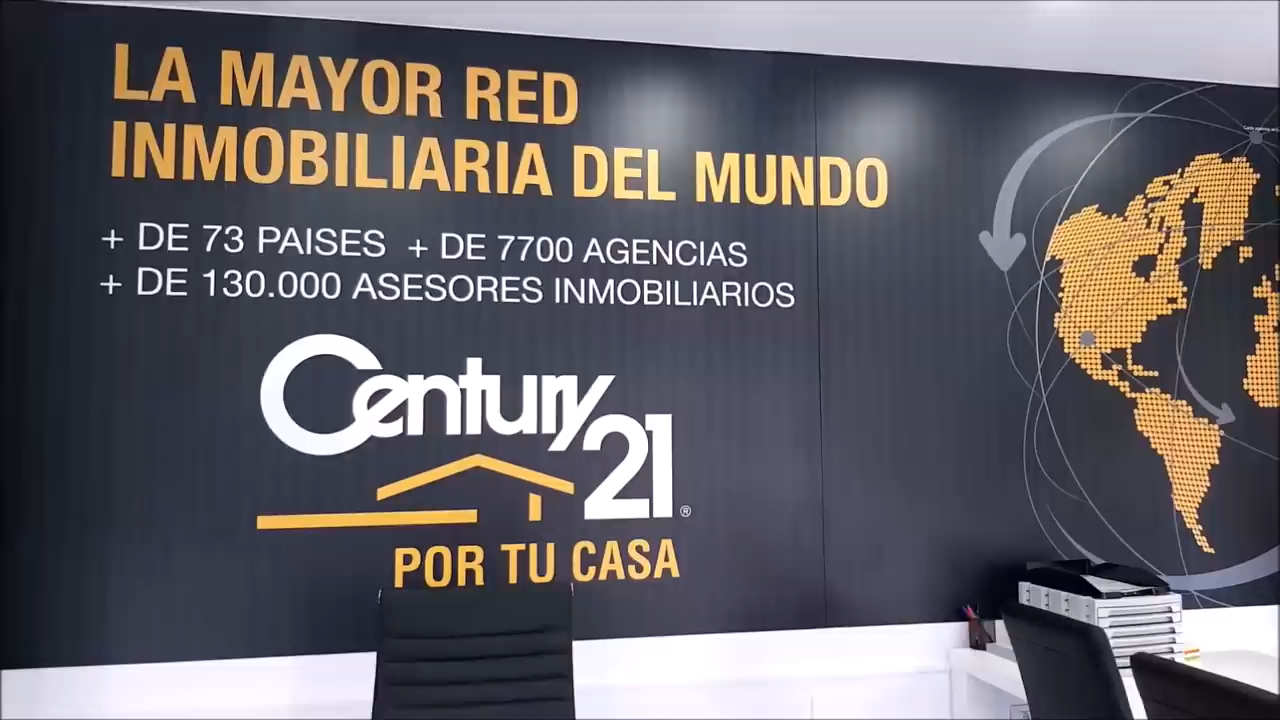 LA MAYOR RED
INMOBILIARIA DEL MUNDO
+ DE 73 PAISES + DE 7700 AGENCIAS
+ DE 130.000 ASESORES INMOBILIARIOS
Century
21®
POR TU CASA